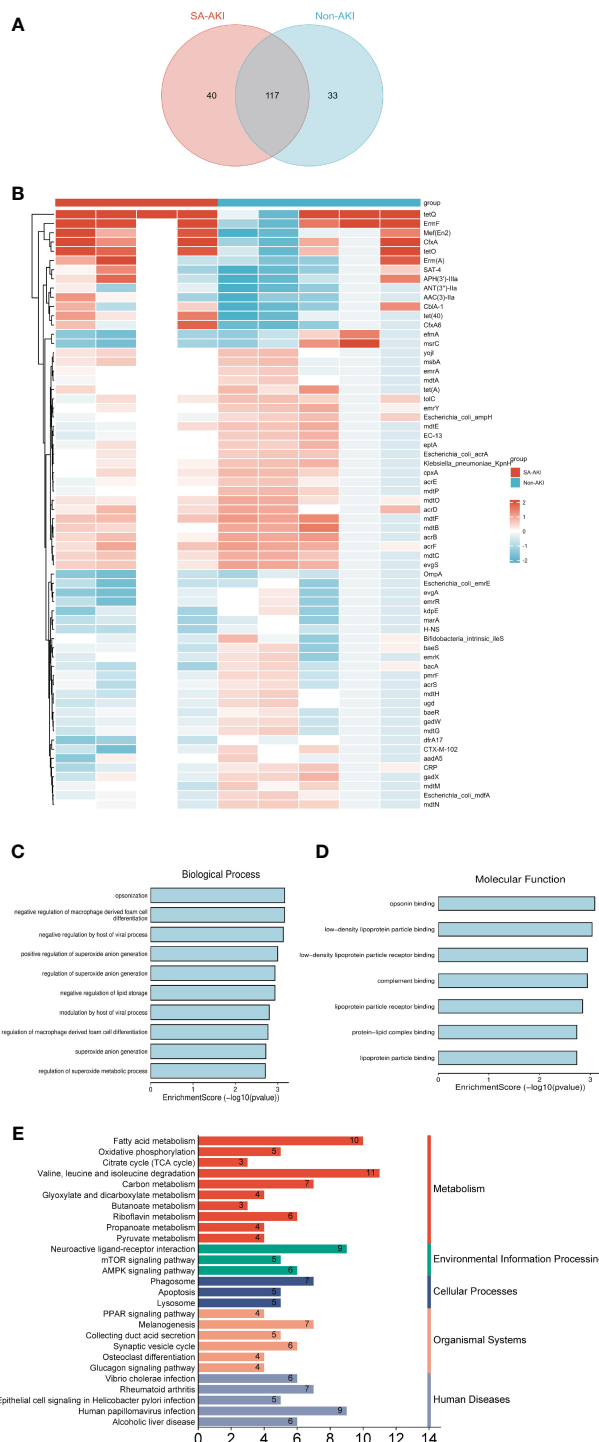 A
SA-AKI
Non-AKI
40
117
33
B
group
tetQ
ErmF
Mef(En2)
CfxA
tetO
Erm(A)
SAT-4
APH(3')-IIIa
ANT(3")-IIa
AAC(3)-IIa
CblA-1
tet(40)
CfxA6
efmA
msrC
yojI
msbA
emrA
mdtA
tet(A)
tolC
emrY
Escherichia_coli_ampH
mdtE
EC-13
eptA
Escherichia_coli_acrA
Klebsiella_pneumoniae_KpnH
cpxA
acrE
mdtP
mdtO
acrD
mdtF
mdtB
acrB
acrF
mdtC
evgS
OmpA
Escherichia_coli_emrE
evgA
emrR
kdpE
marA
H-NS
Bifidobacteria_intrinsic_ileS
baeS
emrK
bacA
pmrF
acrS
mdtH
ugd
baeR
gadW
mdtG
dfrA17
CTX-M-102
aadA5
CRP
gadX
mdtM
Escherichia_coli_mdfA
mdtN
group
SA-AKI
Non-AKI
2
1
0
-1
-2
C
Biological Process
opsonization
negative regulation of macrophage derived foam cell
differentiation
negative regulation by host of viral process
positive regulation of superoxide anion generation
regulation of superoxide anion generation
negative regulation of lipid storage
modulation by host of viral process
regulation of macrophage derived foam cell differentiation
superoxide anion generation
regulation of superoxide metabolic process
0 1 2 3
EnrichmentScore (−log10(pvalue))
D
Molecular Function
opsonin binding
low-density lipoprotein particle binding
low-density lipoprotein particle receptor binding
complement binding
lipoprotein particle receptor binding
protein-lipid complex binding
lipoprotein particle binding
0 1 2 3
EnrichmentScore (−log10(pvalue))
E
Fatty acid metabolism 10
Oxidative phosphorylation 5
Citrate cycle (TCA cycle) 3
Valine, leucine and isoleucine degradation 11
Carbon metabolism 7
Glyoxylate and dicarboxylate metabolism 4
Butanoate metabolism 3
Riboflavin metabolism 6
Propanoate metabolism 4
Pyruvate metabolism 4
Metabolism
Neuroactive ligand-receptor interaction 9
mTOR signaling pathway 5
AMPK signaling pathway 6
Environmental Information Processing
Phagosome 7
Apoptosis 5
Lysosome 5
Cellular Processes
PPAR signaling pathway 4
Melanogenesis 7
Collecting duct acid secretion 5
Synaptic vesicle cycle 6
Osteoclast differentiation 4
Glucagon signaling pathway 4
Organismal Systems
Vibrio cholerae infection 6
Rheumatoid arthritis 7
Epithelial cell signaling in Helicobacter pylori infection 5
Human papillomavirus infection 9
Alcoholic liver disease 6
Human Diseases
0 2 4 6 8 10 12 14